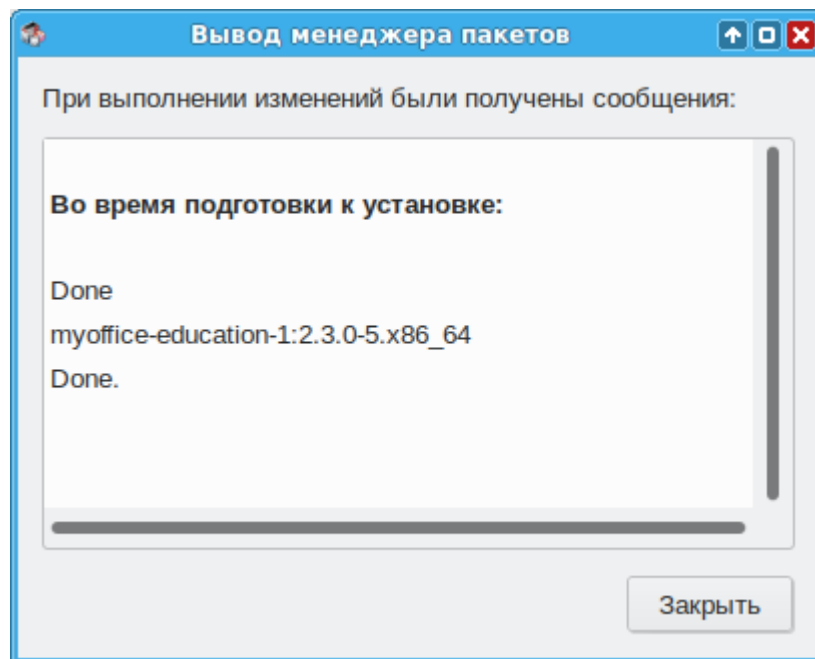 Вывод менеджера пакетов
При выполнении изменений были получены сообщения:
Во время подготовки к установке:
Done
myoffice-education-1:2.3.0-5.x86_64
Done.
Закрыть